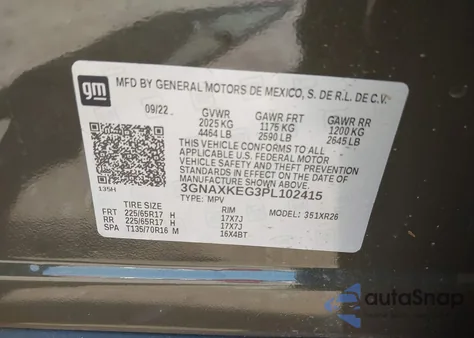 gm
MFD BY GENERAL MOTORS DE MEXICO, S. DE R.L. DE C.V.
09/22 GVWR GAWR FRT GAWR RR
2025 KG 1175 KG 1200 KG
4464 LB 2590 LB 2645 LB
THIS VEHICLE CONFORMS TO ALL
APPLICABLE U.S. FEDERAL MOTOR
VEHICLE SAFETY AND THEFT PREVENTION
STANDARDS IN EFFECT ON THE DATE OF
MANUFACTURE SHOWN ABOVE.
135H
3GNAXKEG3PL102415
TYPE: MPV MODEL: 351XR26
TIRE SIZE RIM
FRT 225/65R17 H 17X7J
RR 225/65R17 H 17X7J
SPA T135/70R16 M 16X4BT
autoSnap